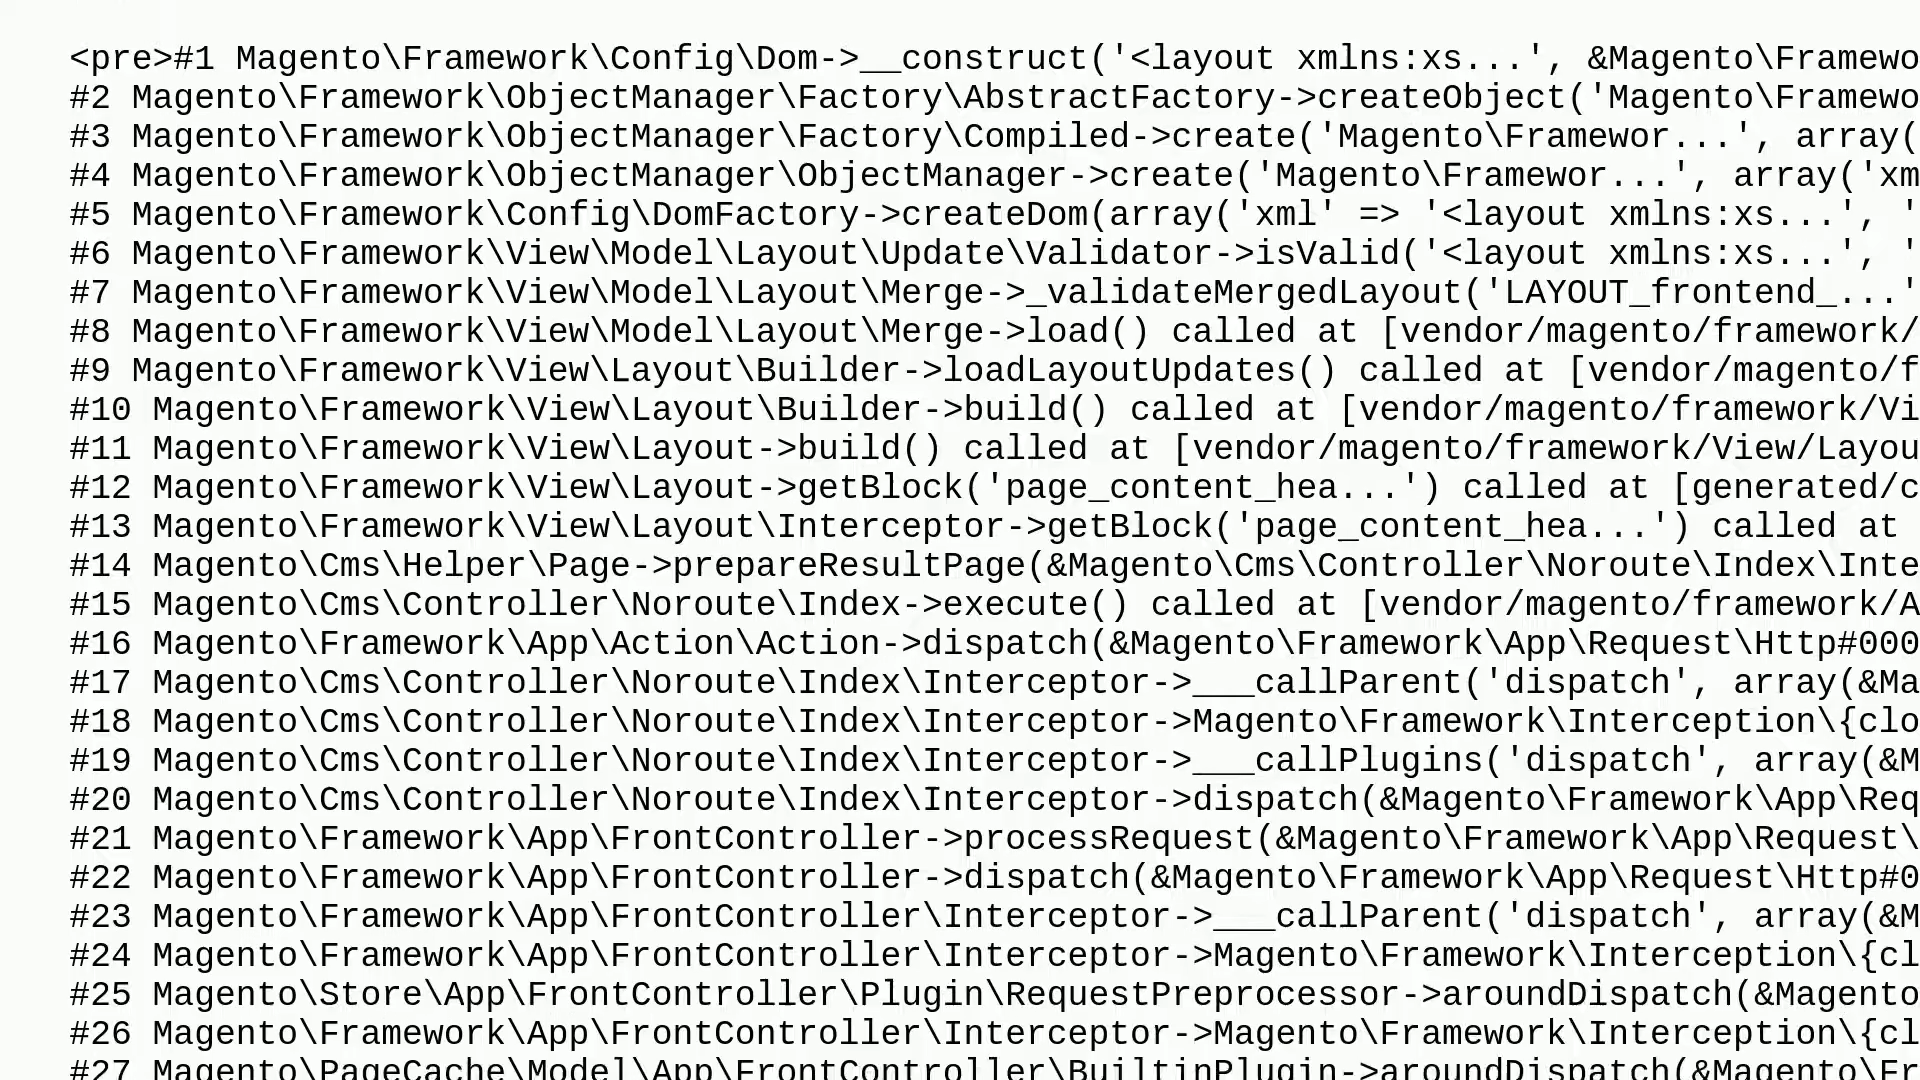 <pre>#1 Magento\Framework\Config\Dom->__construct('<layout xmlns:xs...', &Magento\Framewo
#2 Magento\Framework\ObjectManager\Factory\AbstractFactory->createObject('Magento\Framewo
#3 Magento\Framework\ObjectManager\Factory\Compiled->create('Magento\Framewor...', array(
#4 Magento\Framework\ObjectManager\ObjectManager->create('Magento\Framewor...', array('xm
#5 Magento\Framework\Config\DomFactory->createDom(array('xml' => '<layout xmlns:xs...', '
#6 Magento\Framework\View\Model\Layout\Update\Validator->isValid('<layout xmlns:xs...', '
#7 Magento\Framework\View\Model\Layout\Merge->_validateMergedLayout('LAYOUT_frontend_...'
#8 Magento\Framework\View\Model\Layout\Merge->load() called at [vendor/magento/framework/
#9 Magento\Framework\View\Layout\Builder->loadLayoutUpdates() called at [vendor/magento/f
#10 Magento\Framework\View\Layout\Builder->build() called at [vendor/magento/framework/Vi
#11 Magento\Framework\View\Layout->build() called at [vendor/magento/framework/View/Layou
#12 Magento\Framework\View\Layout->getBlock('page_content_hea...') called at [generated/c
#13 Magento\Framework\View\Layout\Interceptor->getBlock('page_content_hea...') called at
#14 Magento\Cms\Helper\Page->prepareResultPage(&Magento\Cms\Controller\Noroute\Index\Inte
#15 Magento\Cms\Controller\Noroute\Index->execute() called at [vendor/magento/framework/A
#16 Magento\Framework\App\Action\Action->dispatch(&Magento\Framework\App\Request\Http#000
#17 Magento\Cms\Controller\Noroute\Index\Interceptor->___callParent('dispatch', array(&Ma
#18 Magento\Cms\Controller\Noroute\Index\Interceptor->Magento\Framework\Interception\{clo
#19 Magento\Cms\Controller\Noroute\Index\Interceptor->___callPlugins('dispatch', array(&M
#20 Magento\Cms\Controller\Noroute\Index\Interceptor->dispatch(&Magento\Framework\App\Req
#21 Magento\Framework\App\FrontController->processRequest(&Magento\Framework\App\Request\
#22 Magento\Framework\App\FrontController->dispatch(&Magento\Framework\App\Request\Http#0
#23 Magento\Framework\App\FrontController\Interceptor->___callParent('dispatch', array(&M
#24 Magento\Framework\App\FrontController\Interceptor->Magento\Framework\Interception\{cl
#25 Magento\Store\App\FrontController\Plugin\RequestPreprocessor->aroundDispatch(&Magento
#26 Magento\Framework\App\FrontController\Interceptor->Magento\Framework\Interception\{cl
#27 Magento\PageCache\Model\App\FrontController\BuiltinPlugin->aroundDispatch(&Magento\Fr